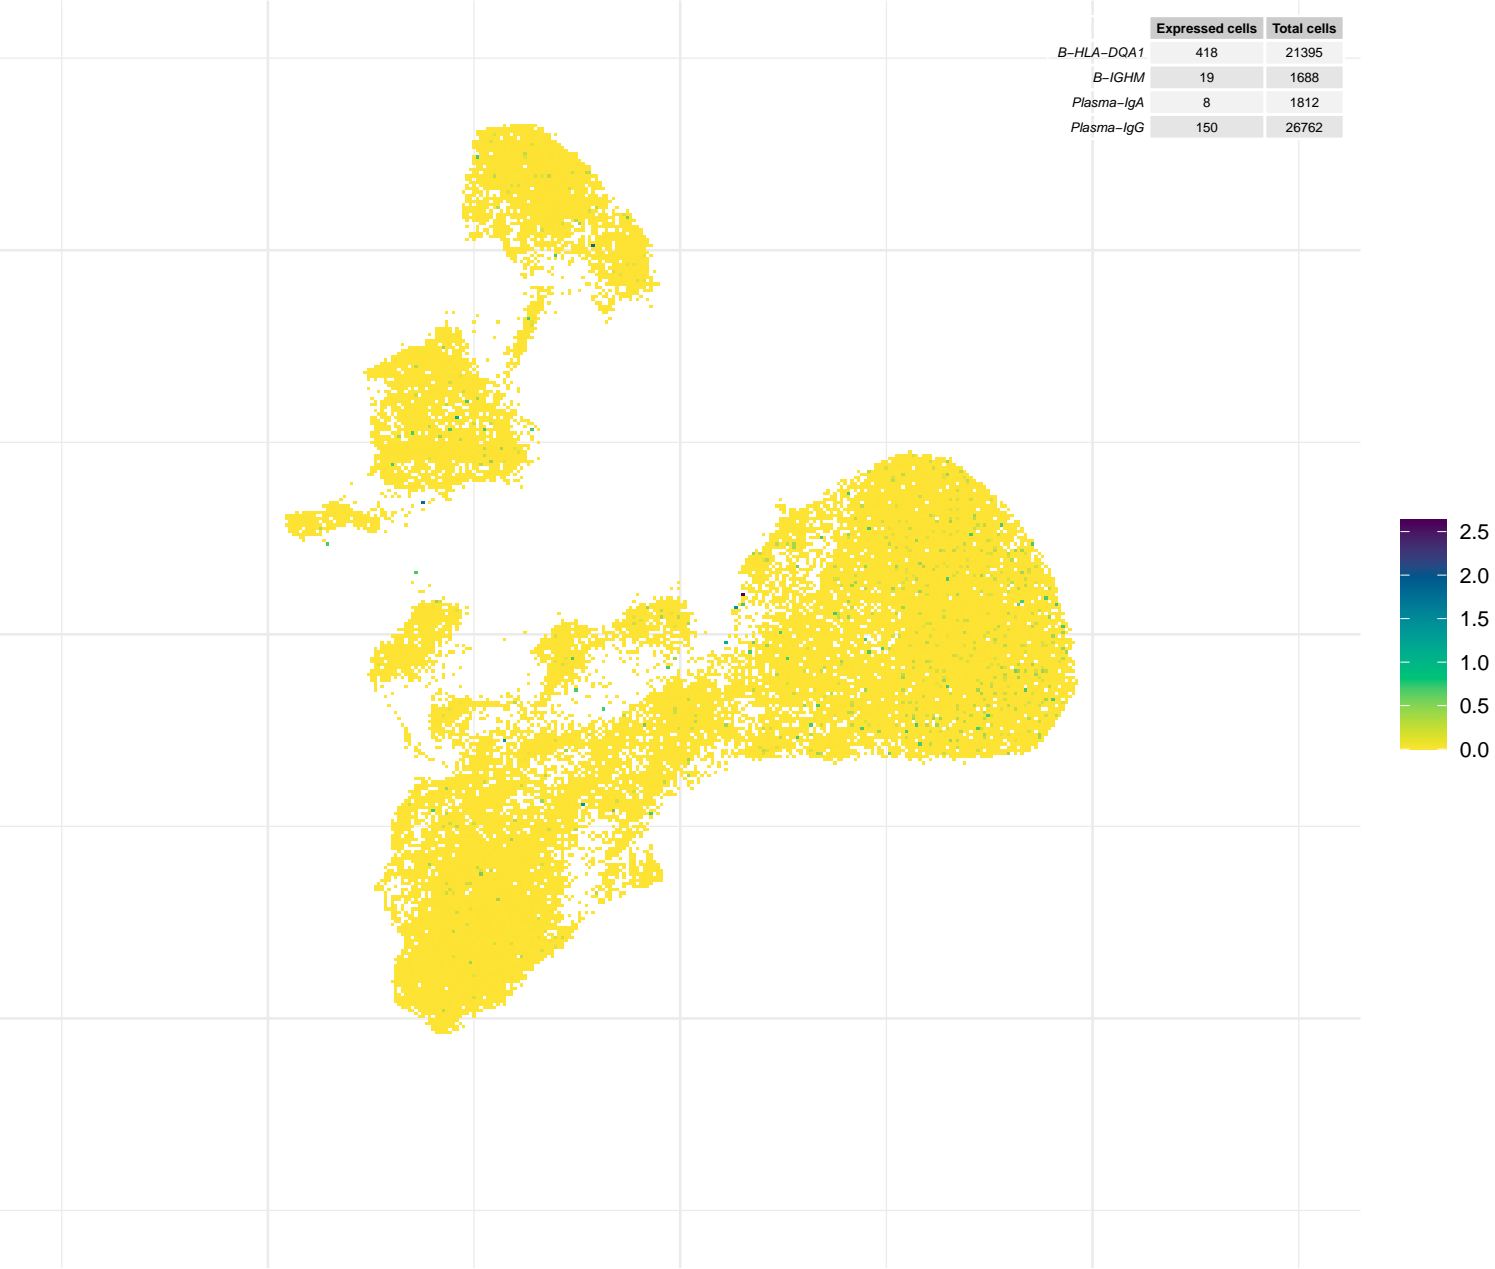 Expressed cells Total cells
B−HLA−DQA1 418 21395
B−IGHM 19 1688
Plasma−IgA 8 1812
Plasma−IgG 150 26762
2.5
2.0
1.5
1.0
0.5
0.0